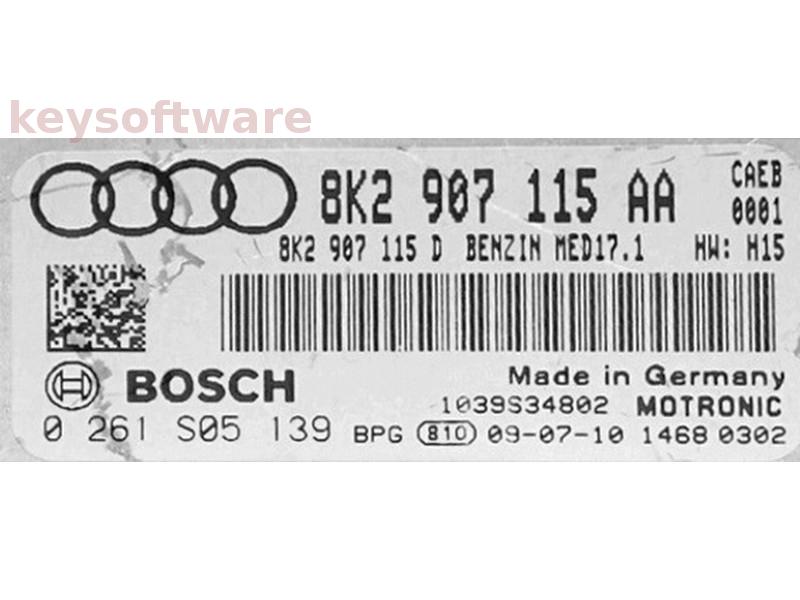 keysoftware
8K2 907 115 AA CAEB
0001
8K2 907 115 D BENZIN MED17.1 HW: H15
BOSCH
Made in Germany
1039S34802 MOTRONIC
0 261 S05 139 BPG 810 09-07-10 1468 0302